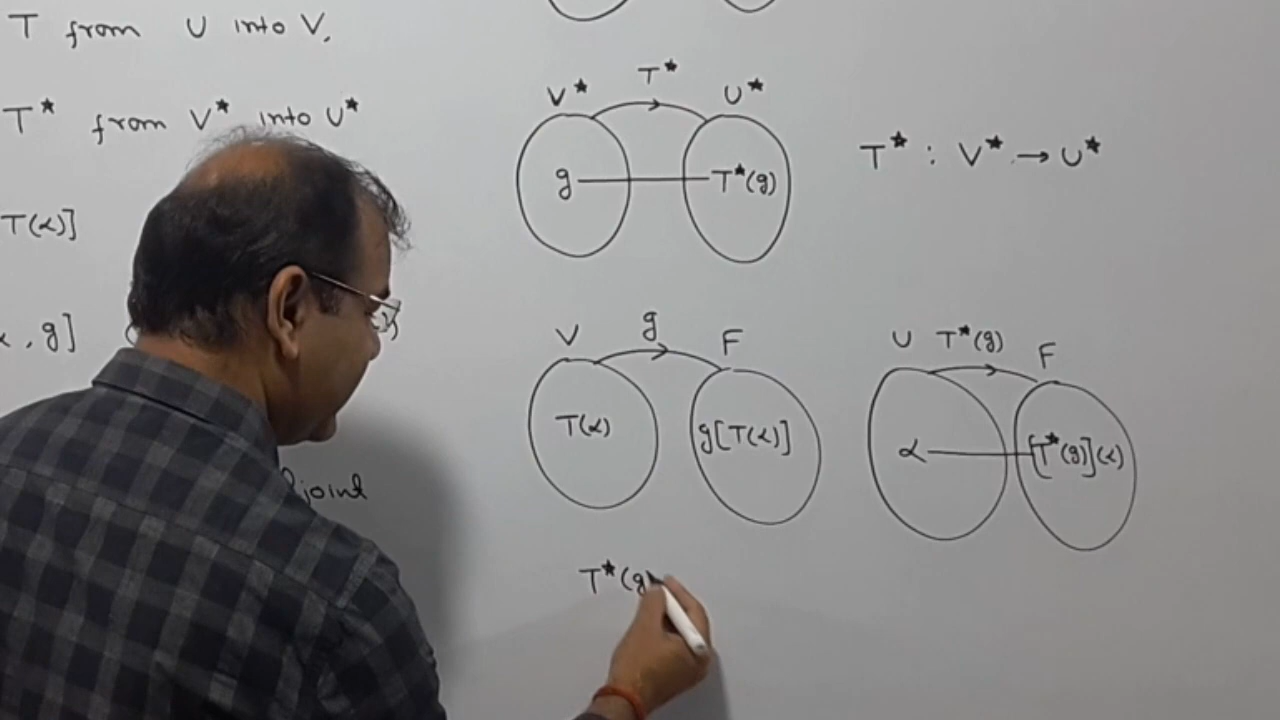 T from U into V,
T* from V* into U*
T(α)]
, g]
joint
T*
V* U*
g T*(g)
T* : V* → U*
g
V F
T(α) g[T(α)]
U T*(g) F
α [T*(g)](α)
T*(g